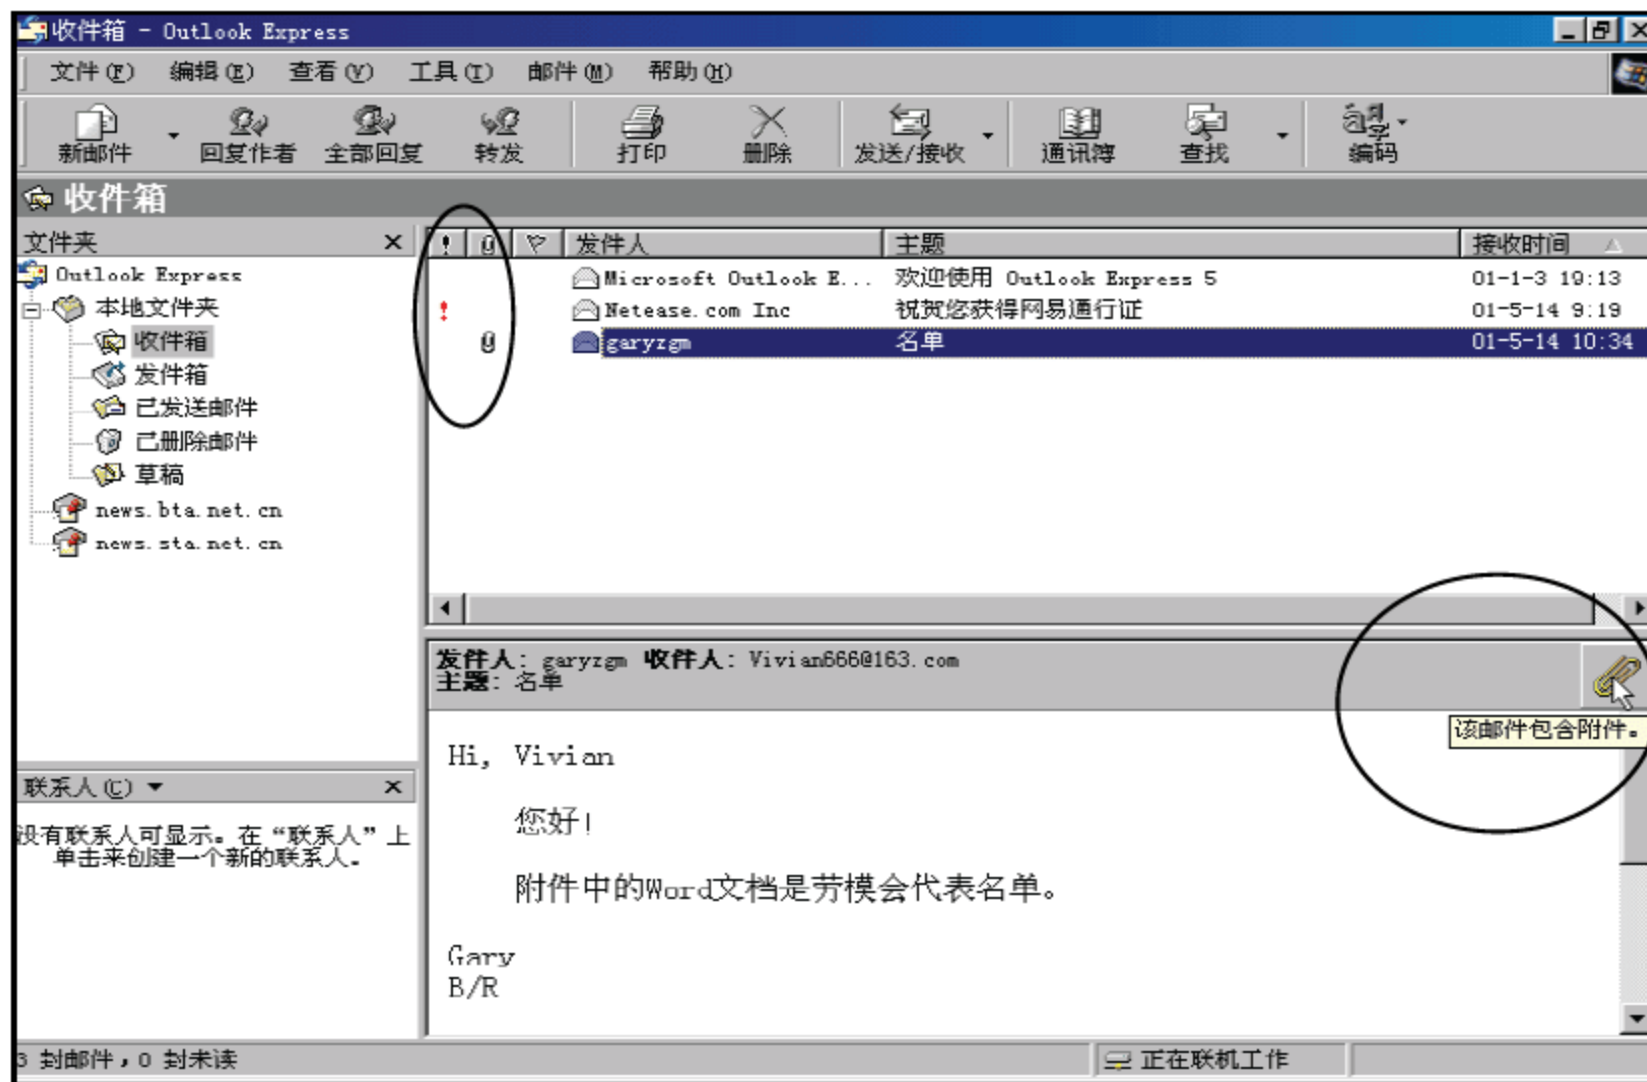 收件箱 - Outlook Express
文件(F) 编辑(E) 查看(V) 工具(T) 邮件(M) 帮助(H)
新邮件 回复作者 全部回复 转发 打印 删除 发送/接收 通讯簿 查找 编码
收件箱
文件夹
Outlook Express
本地文件夹
收件箱
发件箱
已发送邮件
已删除邮件
草稿
news.bta.net.cn
news.sta.net.cn
联系人(C)
没有联系人可显示。在“联系人”上
单击来创建一个新的联系人。
! 发件人 主题 接收时间
Microsoft Outlook E... 欢迎使用 Outlook Express 5 01-1-3 19:13
! Netease.com Inc 祝贺您获得网易通行证 01-5-14 9:19
garyzgm 名单 01-5-14 10:34
发件人: garyzgm 收件人: Vivian666@163.com
主题: 名单
该邮件包含附件。
Hi, Vivian
您好!
附件中的Word文档是劳模会代表名单。
Gary
B/R
3 封邮件,0 封未读 正在联机工作